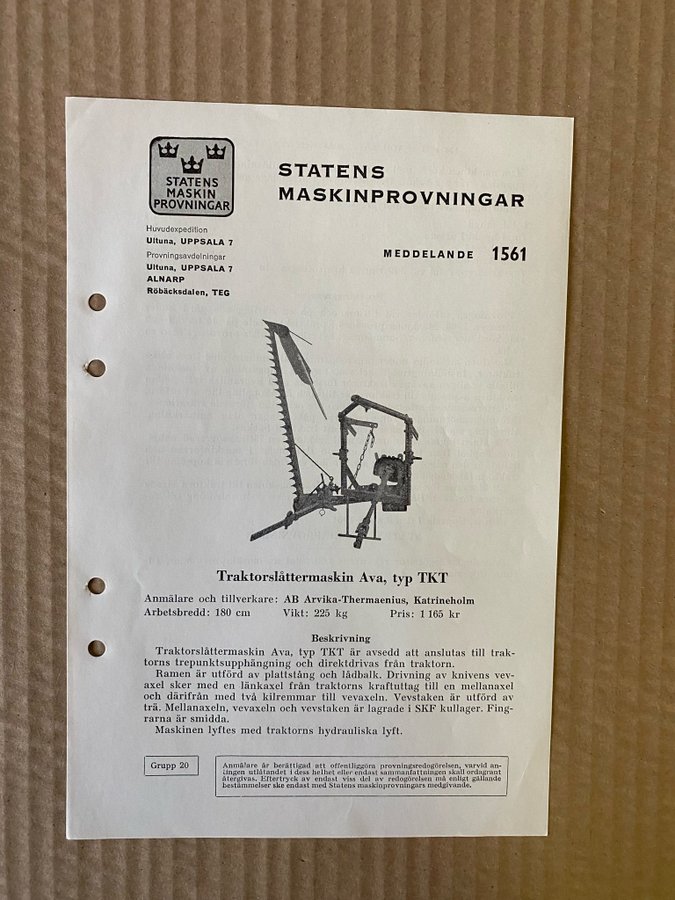 STATENS
MASKIN
PROVNINGAR
STATENS
MASKINPROVNINGAR
Huvudexpedition
Ultuna, UPPSALA 7
Provningsavdelningar
Ultuna, UPPSALA 7
ALNARP
Röbäcksdalen, TEG
MEDDELANDE 1561
Traktorslåttermaskin Ava, typ TKT
Anmälare och tillverkare: AB Arvika-Thermaenius, Katrineholm
Arbetsbredd: 180 cm Vikt: 225 kg Pris: 1 165 kr
Beskrivning
Traktorslåttermaskin Ava, typ TKT är avsedd att anslutas till trak-
torns trepunktsupphängning och direktdrivas från traktorn.
Ramen är utförd av plattstång och lådbalk. Drivning av knivens vev-
axel sker med en länkaxel från traktorns kraftuttag till en mellanaxel
och därifrån med två kilremmar till vevaxeln. Vevstaken är utförd av
trä. Mellanaxeln, vevaxeln och vevstaken är lagrade i SKF kullager. Fing-
rarna är smidda.
Maskinen lyftes med traktorns hydrauliska lyft.
Grupp 20
Anmälare är berättigad att offentliggöra provningsredogörelsen, varvid an-
tingen utlåtandet i dess helhet eller endast sammanfattningen skall ordagrant
återgivas. Eftertryck av endast viss del av redogörelsen må enligt gällande
bestämmelser ske endast med Statens maskinprovningars medgivande.